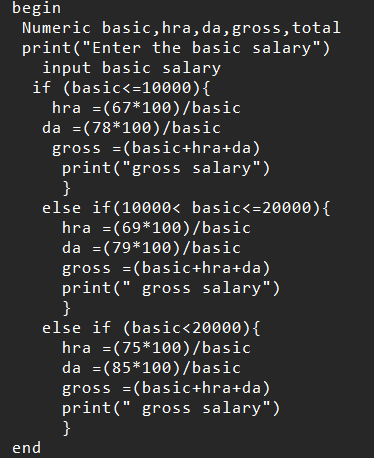 begin
Numeric basic,hra,da,gross,total
print("Enter the basic salary")
input basic salary
if (basic<=10000){
hra =(67*100)/basic
da =(78*100)/basic
gross =(basic+hra+da)
print("gross salary")
}
else if(10000< basic<=20000){
hra =(69*100)/basic
da =(79*100)/basic
gross =(basic+hra+da)
print(" gross salary")
}
else if (basic<20000){
hra =(75*100)/basic
da =(85*100)/basic
gross =(basic+hra+da)
print(" gross salary")
}
end